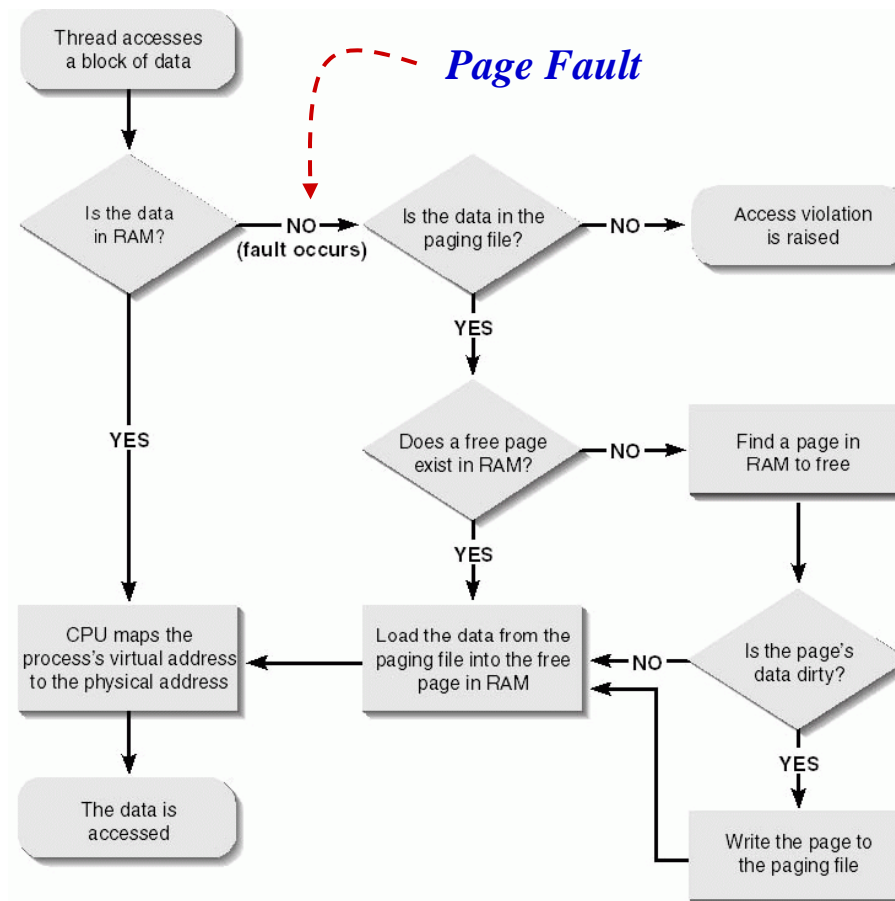 Thread accesses
a block of data
Page Fault
Is the data
in RAM?
NO
(fault occurs)
Is the data in the
paging file?
NO
Access violation
is raised
YES
YES
Does a free page
exist in RAM?
NO
Find a page in
RAM to free
YES
CPU maps the
process's virtual address
to the physical address
Load the data from the
paging file into the free
page in RAM
NO
Is the page's
data dirty?
YES
The data is
accessed
Write the page to
the paging file